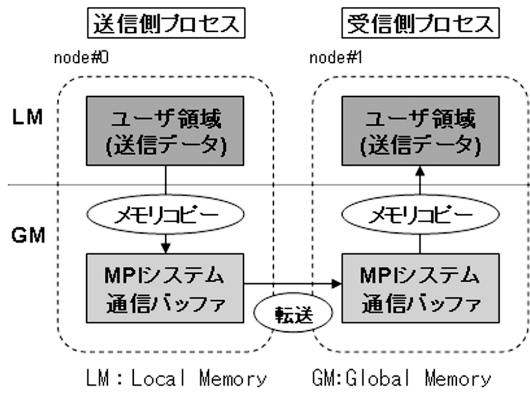 送信側プロセス
受信側プロセス
node#0
node#1
LM
ユーザ領域
(送信データ)
ユーザ領域
(送信データ)
メモリコピー
メモリコピー
GM
MPIシステム
通信バッファ
MPIシステム
通信バッファ
転送
LM：Local Memory
GM:Global Memory